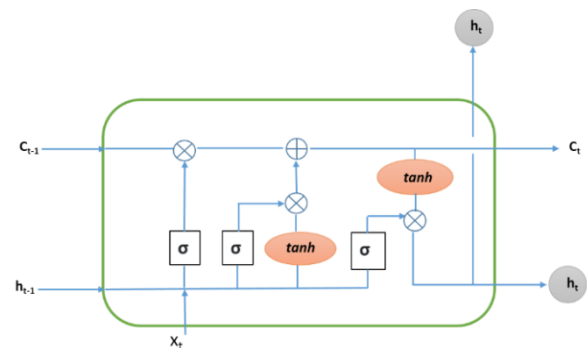 hₜ
Cₜ₋₁
Cₜ
tanh
σ
σ
σ
tanh
hₜ₋₁
hₜ
Xₜ